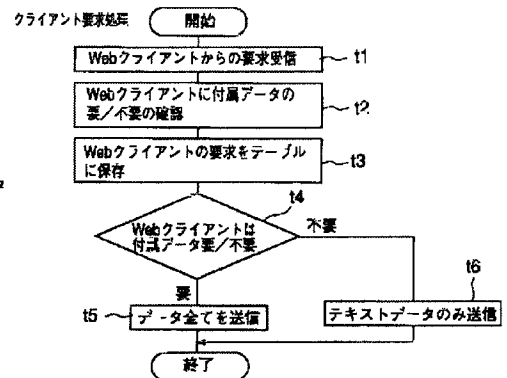 クライアント要求処理
開始
Webクライアントからの要求受信
t1
Webクライアントに付属データの
要/不要の確認
t2
Webクライアントの要求をテーブル
に保存
t3
t4
Webクライアントは
付属データ要/不要
不要
要
t5
データ全てを送信
t6
テキストデータのみ送信
終了